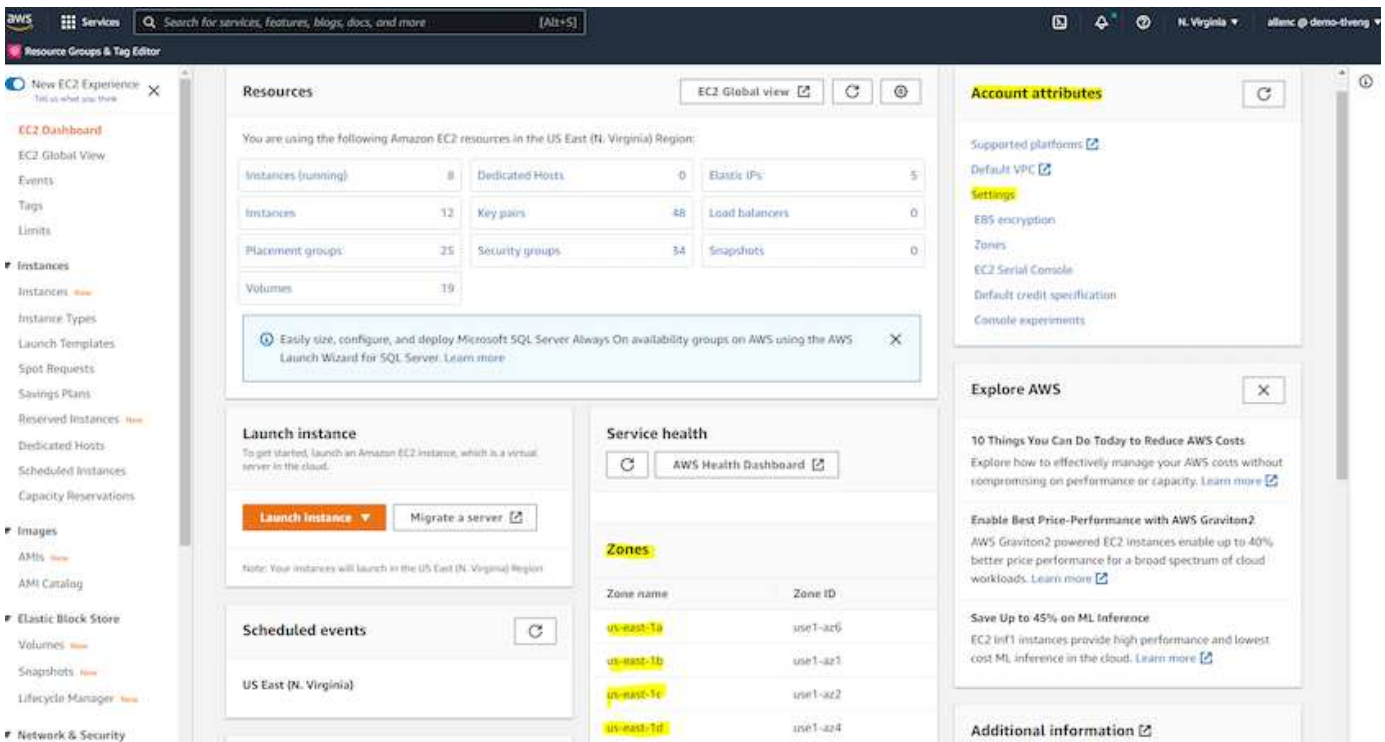 aws
Services
Search for services, features, blogs, docs, and more
[Alt+S]
N. Virginia
allenc @ demo-tiveng
Resource Groups & Tag Editor
New EC2 Experience
Tell us what you think
EC2 Dashboard
EC2 Global View
Events
Tags
Limits
Instances
Instances New
Instance Types
Launch Templates
Spot Requests
Savings Plans
Reserved Instances New
Dedicated Hosts
Scheduled Instances
Capacity Reservations
Images
AMIs New
AMI Catalog
Elastic Block Store
Volumes New
Snapshots New
Lifecycle Manager New
Network & Security
Resources
EC2 Global view
You are using the following Amazon EC2 resources in the US East (N. Virginia) Region:
Instances (running) 8
Dedicated Hosts 0
Elastic IPs 5
Instances 12
Key pairs 48
Load balancers 0
Placement groups 25
Security groups 34
Snapshots 0
Volumes 19
Easily size, configure, and deploy Microsoft SQL Server Always On availability groups on AWS using the AWS
Launch Wizard for SQL Server. Learn more
Launch instance
To get started, launch an Amazon EC2 instance, which is a virtual
server in the cloud.
Launch instance
Migrate a server
Note: Your instances will launch in the US East (N. Virginia) Region
Scheduled events
US East (N. Virginia)
Service health
AWS Health Dashboard
Zones
Zone name Zone ID
us-east-1a use1-az6
us-east-1b use1-az1
us-east-1c use1-az2
us-east-1d use1-az4
Account attributes
Supported platforms
Default VPC
Settings
EBS encryption
Zones
EC2 Serial Console
Default credit specification
Console experiments
Explore AWS
10 Things You Can Do Today to Reduce AWS Costs
Explore how to effectively manage your AWS costs without
compromising on performance or capacity. Learn more
Enable Best Price-Performance with AWS Graviton2
AWS Graviton2 powered EC2 instances enable up to 40%
better price performance for a broad spectrum of cloud
workloads. Learn more
Save Up to 45% on ML Inference
EC2 Inf1 instances provide high performance and lowest
cost ML inference in the cloud. Learn more
Additional information